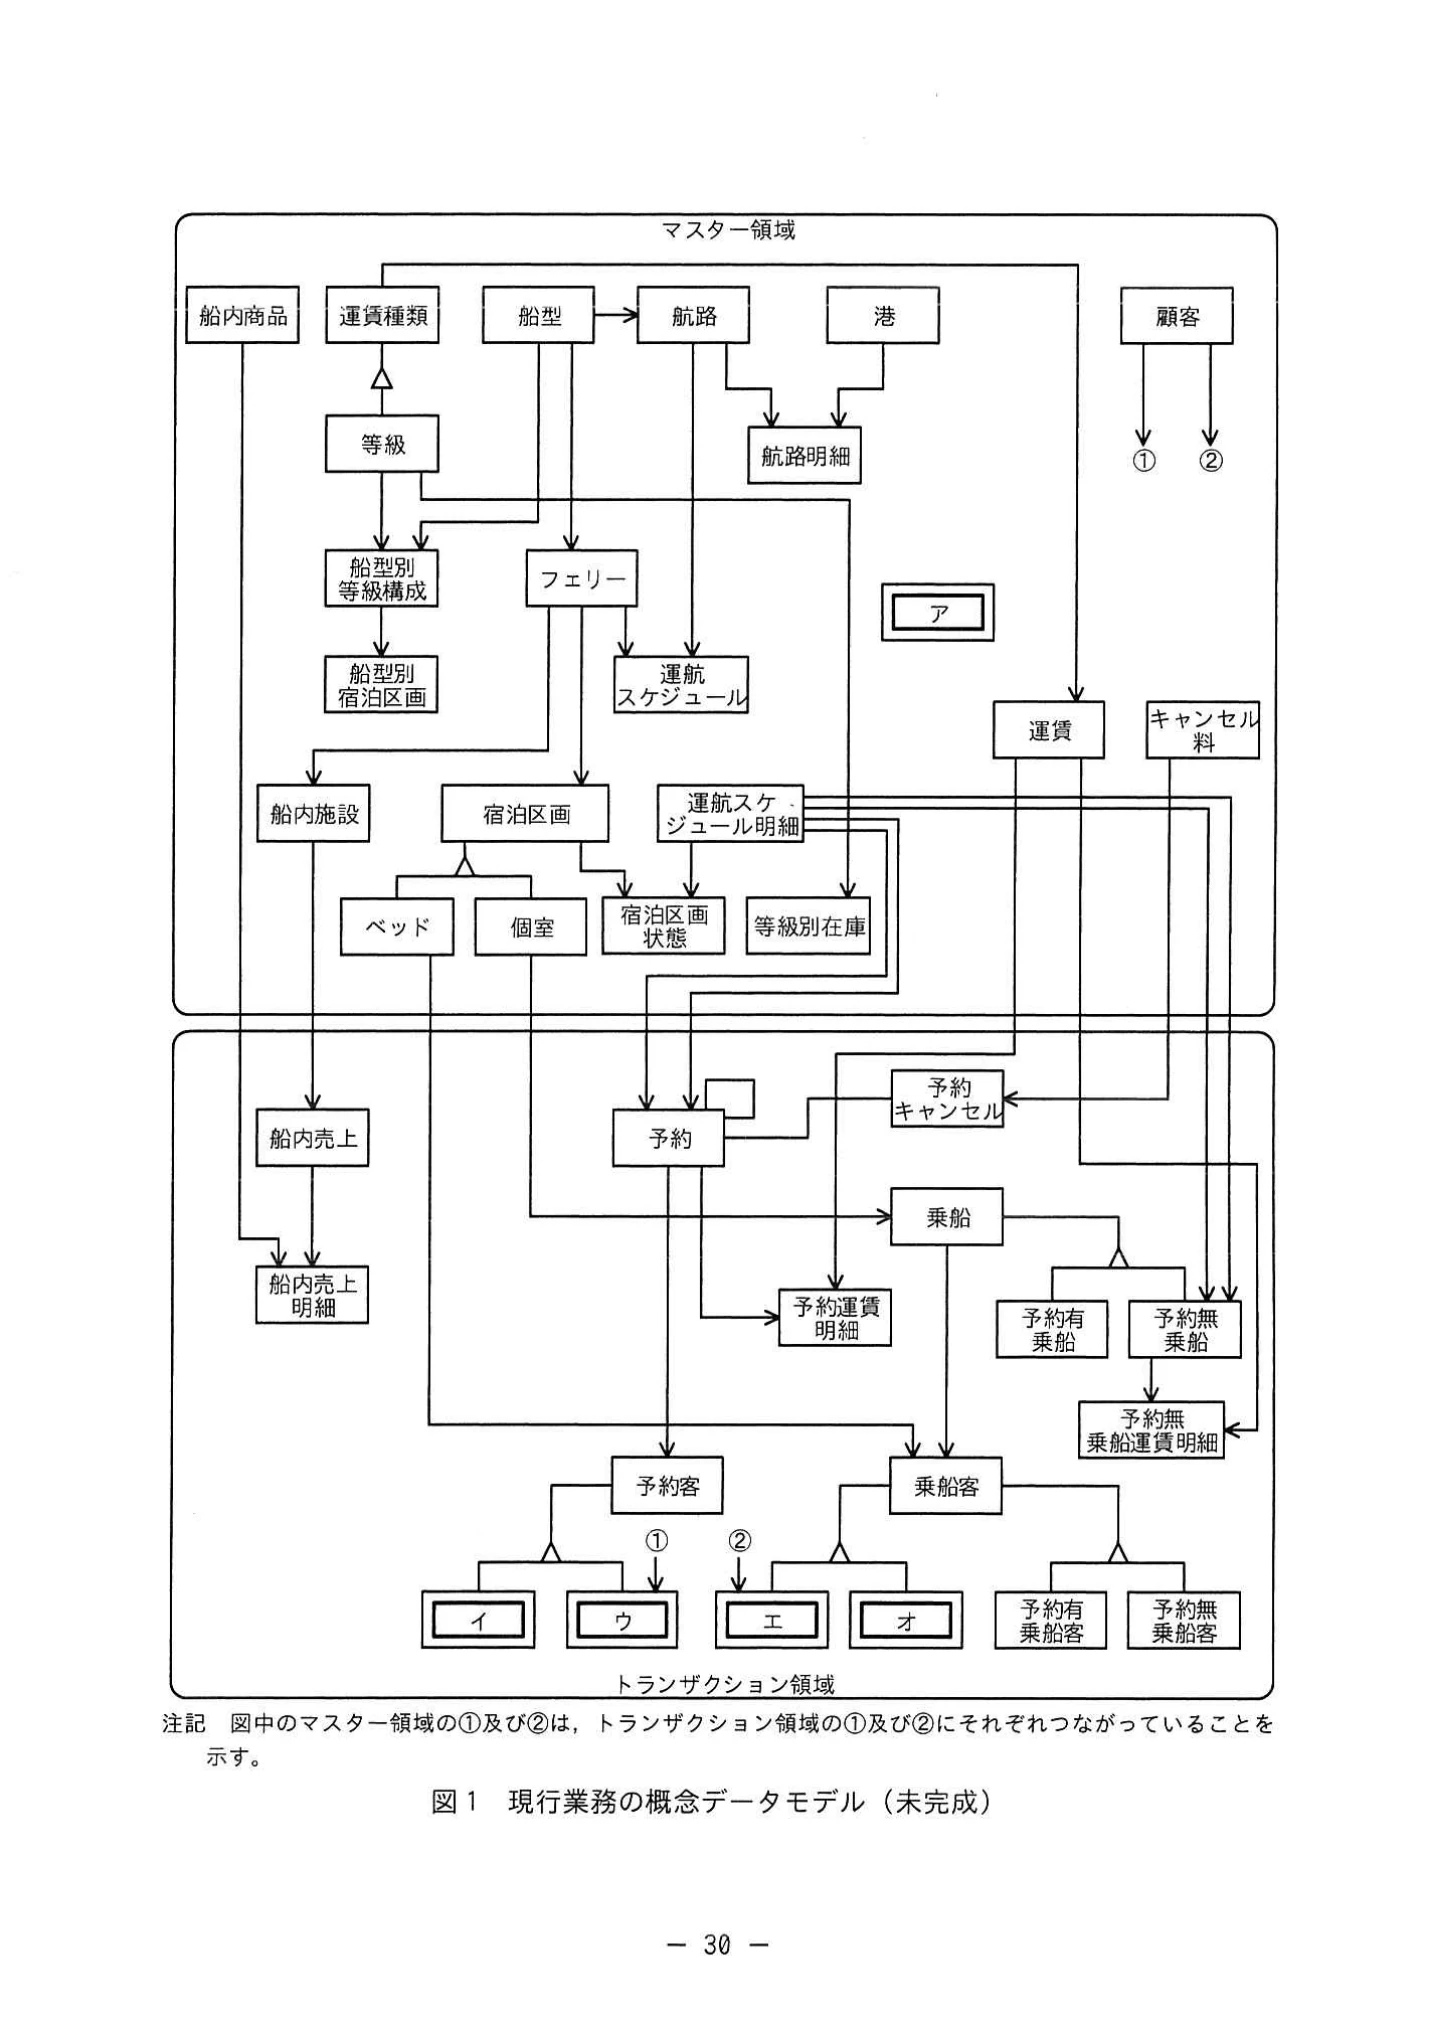 マスター領域
船内商品
運賃種類
船型
航路
港
顧客
等級
航路明細
①
②
船型別
等級構成
フェリー
ア
船型別
宿泊区画
運航
スケジュール
運賃
キャンセル
料
船内施設
宿泊区画
運航スケ
ジュール明細
ベッド
個室
宿泊区画
状態
等級別在庫
予約
キャンセル
船内売上
予約
乗船
船内売上
明細
予約運賃
明細
予約有
乗船
予約無
乗船
予約無
乗船運賃明細
予約客
乗船客
①
②
イ
ウ
エ
オ
予約有
乗船客
予約無
乗船客
トランザクション領域
注記　図中のマスター領域の①及び②は，トランザクション領域の①及び②にそれぞれつながっていることを
示す。
図1　現行業務の概念データモデル（未完成）
－ 30 －